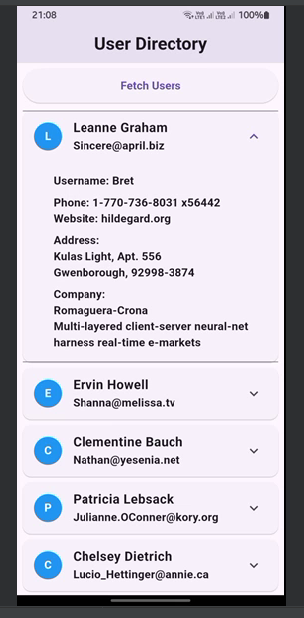 21:08
100%
User Directory
Fetch Users
L
Leanne Graham
Sincere@april.biz
Username: Bret
Phone: 1-770-736-8031 x56442
Website: hildegard.org
Address:
Kulas Light, Apt. 556
Gwenborough, 92998-3874
Company:
Romaguera-Crona
Multi-layered client-server neural-net
harness real-time e-markets
E
Ervin Howell
Shanna@melissa.tv
C
Clementine Bauch
Nathan@yesenia.net
P
Patricia Lebsack
Julianne.OConner@kory.org
C
Chelsey Dietrich
Lucio_Hettinger@annie.ca